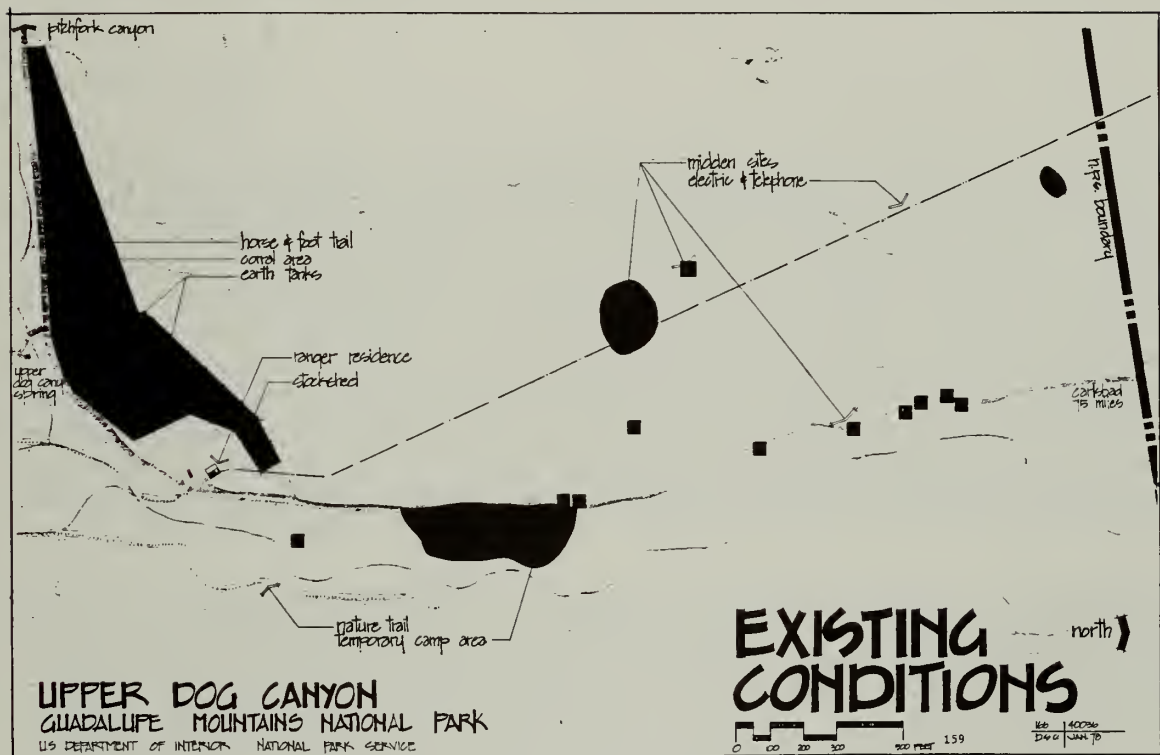 pitchfork canyon
midden sites
electric & telephone
n.p.s. boundary
horse & foot trail
corral area
earth tanks
ranger residence
stock shed
upper
dog canyon
spring
carlsbad
75 miles
nature trail
temporary camp area
EXISTING
CONDITIONS
north
UPPER DOG CANYON
GUADALUPE MOUNTAINS NATIONAL PARK
US DEPARTMENT OF INTERIOR NATIONAL PARK SERVICE
0 100 200 300 500 FEET
159
166 40036
DSC JAN 78